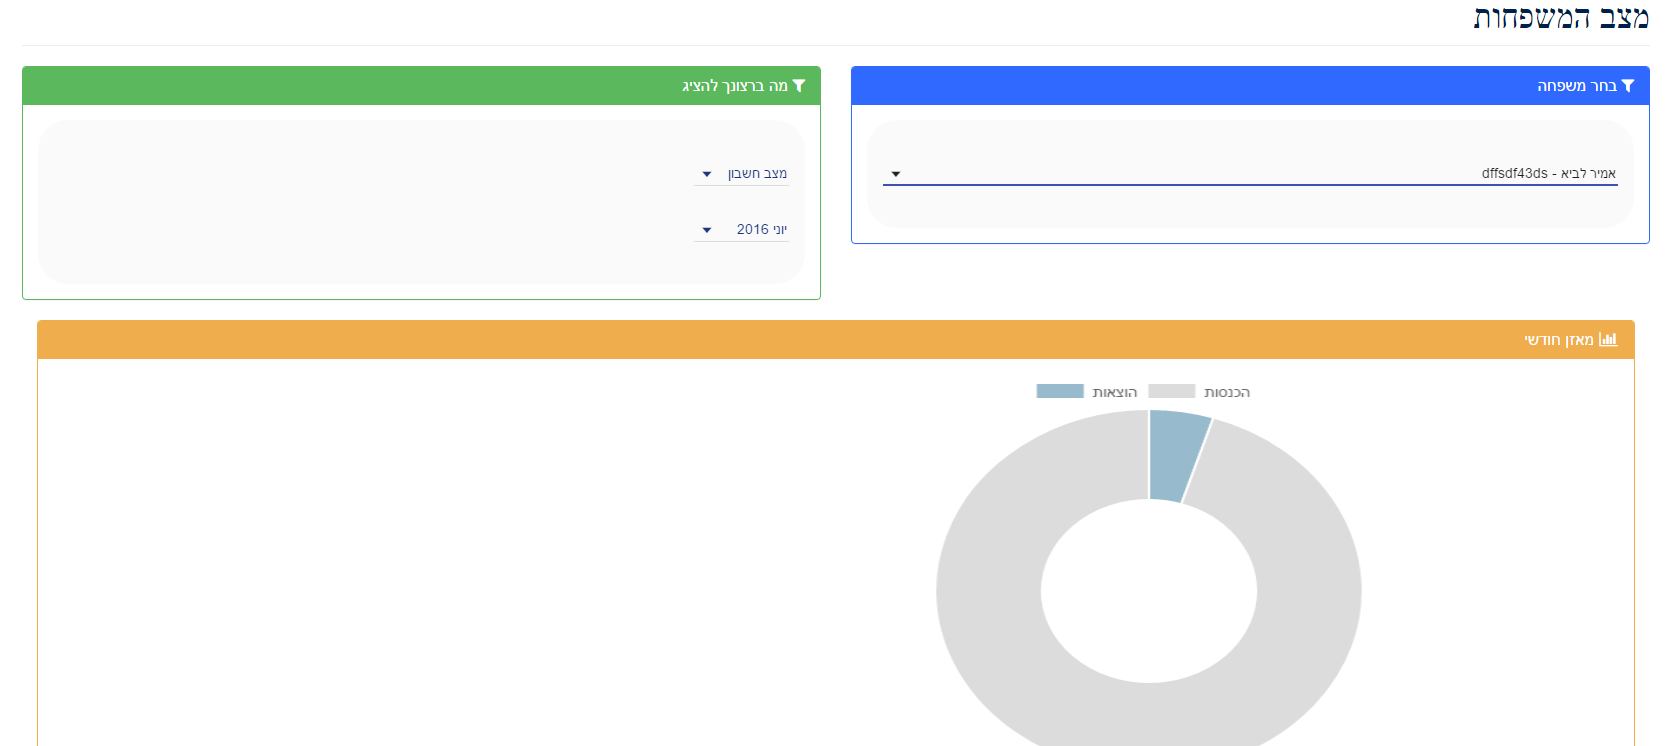 מצב המשפחות
בחר משפחה
אמיר לביא - dffsdf43ds
מה ברצונך להציג
מצב חשבון
יוני 2016
מאזן חודשי
הכנסות
הוצאות